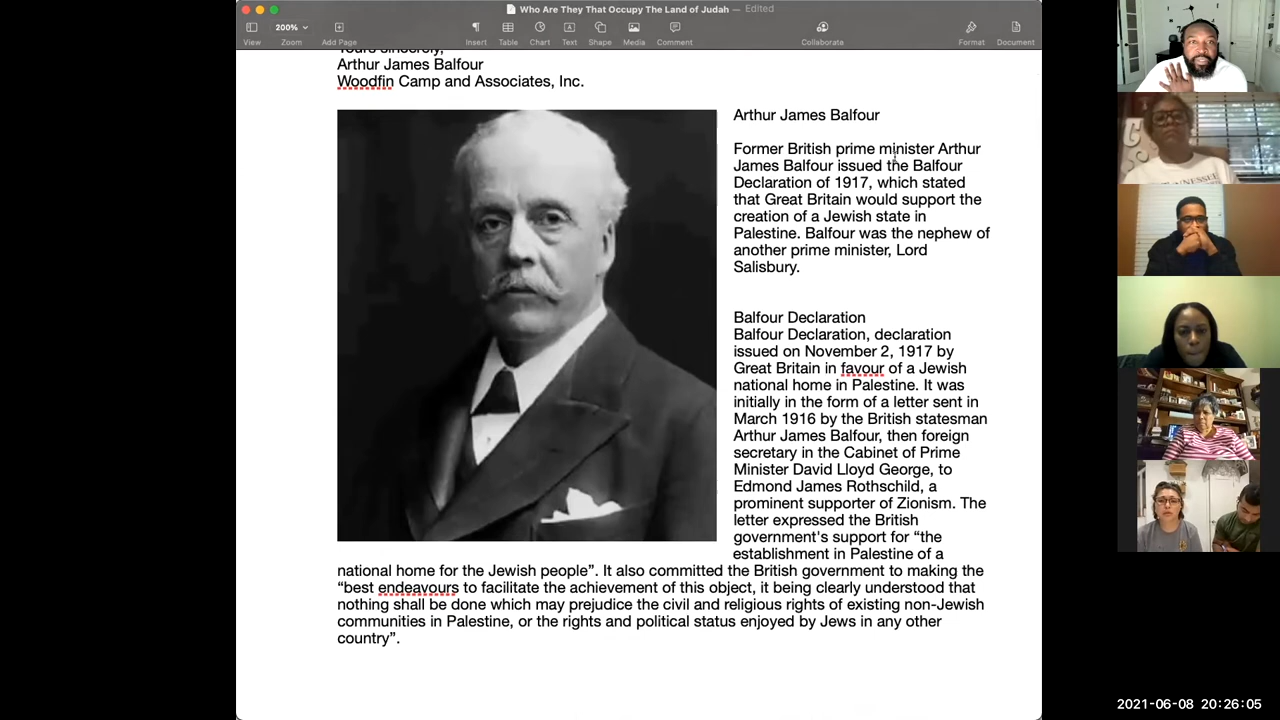 Who Are They That Occupy The Land of Judah — Edited
200%
View Zoom Add Page Insert Table Chart Text Shape Media Comment Collaborate Format Document
Yours sincerely,
Arthur James Balfour
Woodfin Camp and Associates, Inc.
Arthur James Balfour
Former British prime minister Arthur
James Balfour issued the Balfour
Declaration of 1917, which stated
that Great Britain would support the
creation of a Jewish state in
Palestine. Balfour was the nephew of
another prime minister, Lord
Salisbury.
Balfour Declaration
Balfour Declaration, declaration
issued on November 2, 1917 by
Great Britain in favour of a Jewish
national home in Palestine. It was
initially in the form of a letter sent in
March 1916 by the British statesman
Arthur James Balfour, then foreign
secretary in the Cabinet of Prime
Minister David Lloyd George, to
Edmond James Rothschild, a
prominent supporter of Zionism. The
letter expressed the British
government's support for “the
establishment in Palestine of a
national home for the Jewish people”. It also committed the British government to making the
“best endeavours to facilitate the achievement of this object, it being clearly understood that
nothing shall be done which may prejudice the civil and religious rights of existing non-Jewish
communities in Palestine, or the rights and political status enjoyed by Jews in any other
country”.
2021-06-08 20:26:05